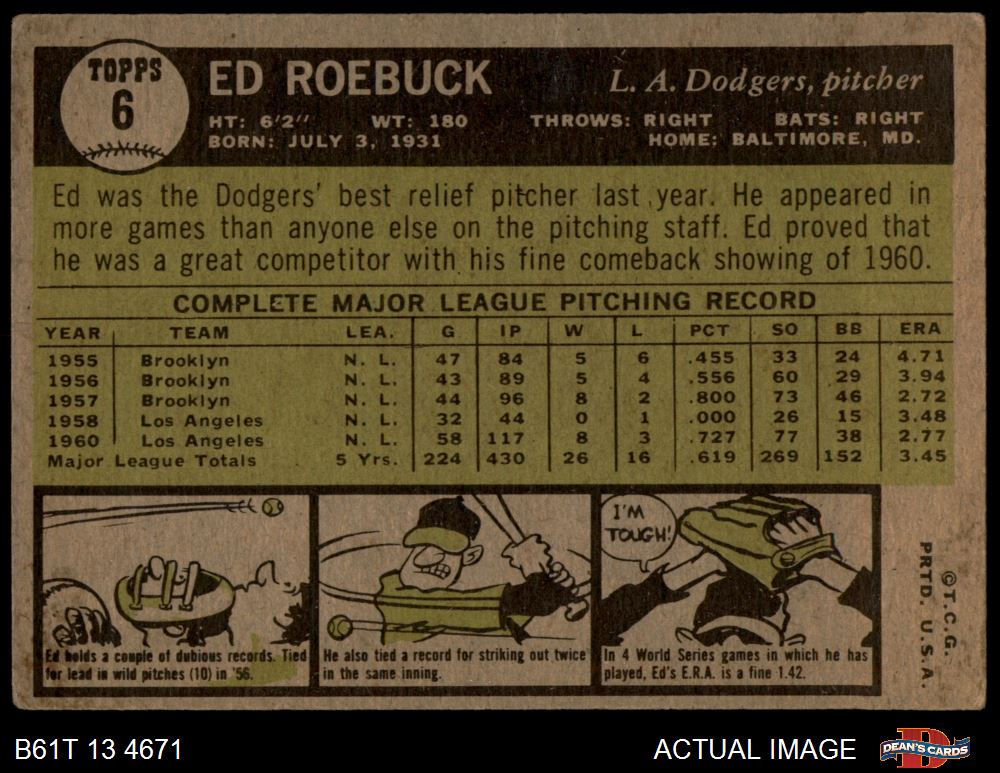 TOPPS
6
ED ROEBUCK
L. A. Dodgers, pitcher
HT: 6'2" WT: 180 THROWS: RIGHT BATS: RIGHT
BORN: JULY 3, 1931 HOME: BALTIMORE, MD.
Ed was the Dodgers' best relief pitcher last year. He appeared in
more games than anyone else on the pitching staff. Ed proved that
he was a great competitor with his fine comeback showing of 1960.
COMPLETE MAJOR LEAGUE PITCHING RECORD
YEAR TEAM LEA. G IP W L PCT SO BB ERA
1955 Brooklyn N. L. 47 84 5 6 .455 33 24 4.71
1956 Brooklyn N. L. 43 89 5 4 .556 60 29 3.94
1957 Brooklyn N. L. 44 96 8 2 .800 73 46 2.72
1958 Los Angeles N. L. 32 44 0 1 .000 26 15 3.48
1960 Los Angeles N. L. 58 117 8 3 .727 77 38 2.77
Major League Totals 5 Yrs. 224 430 26 16 .619 269 152 3.45
I'M
TOUGH!
Ed holds a couple of dubious records. Tied
for lead in wild pitches (10) in '56.
He also tied a record for striking out twice
in the same inning.
In 4 World Series games in which he has
played, Ed's E.R.A. is a fine 1.42.
©T.C.G.
PRTD. U.S.A.
B61T 13 4671
ACTUAL IMAGE
DEAN'S CARDS